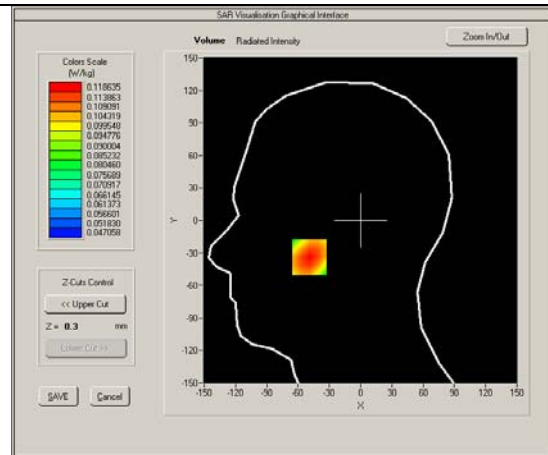 SAR Visualisation Graphical Interface
Volume Radiated Intensity
Zoom In/Out
Colors Scale
(W/kg)
0.118635
0.113863
0.109091
0.104319
0.099548
0.094776
0.090004
0.085232
0.080460
0.075689
0.070917
0.066145
0.061373
0.056601
0.051830
0.047058
Z-Cuts Control
<< Upper Cut
Z = 0.3 mm
Lower Cut >>
SAVE Cancel
150
120
90
60
30
0
-30
-60
-90
-120
-150
Y
-150 -120 -90 -60 -30 0 30 60 90 120 150
X